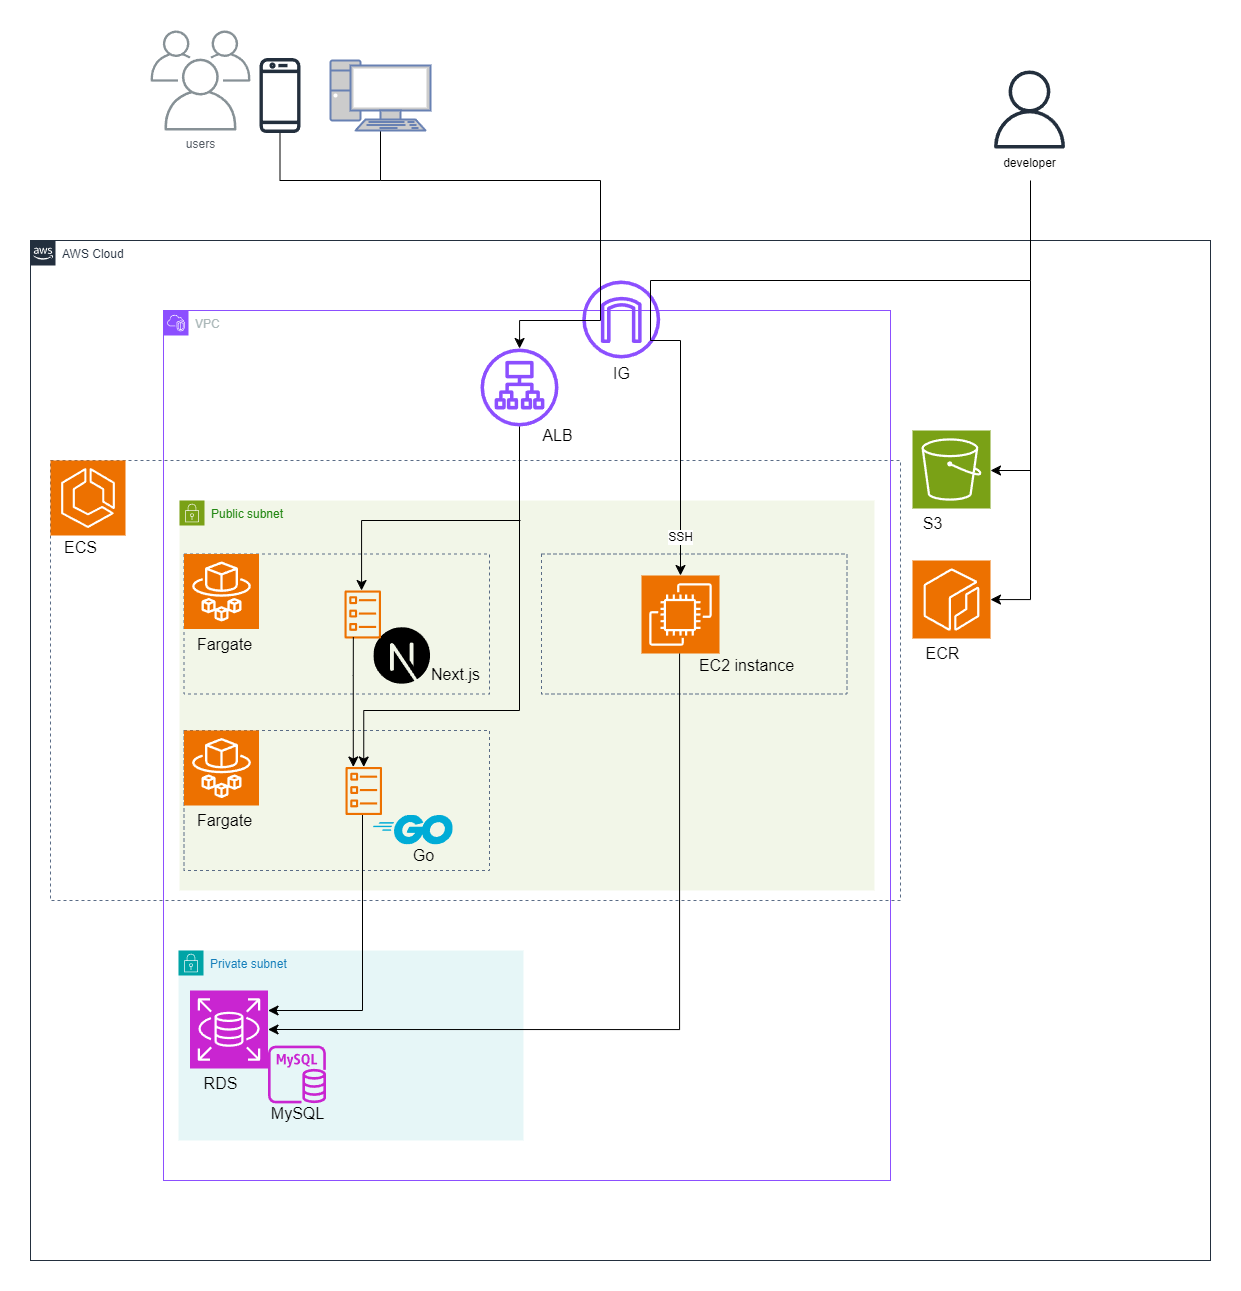 users
developer
aws
AWS Cloud
VPC
IG
ALB
ECS
Public subnet
S3
SSH
Fargate
Next.js
EC2 instance
ECR
Fargate
GO
Go
Private subnet
RDS
MySQL
MySQL